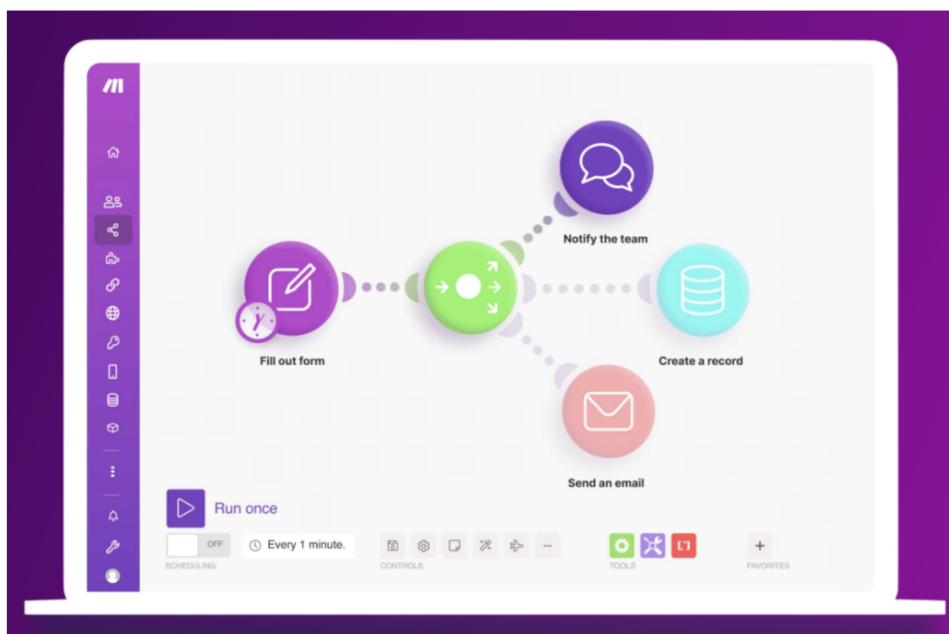 Notify the team
Fill out form
Create a record
Send an email
Run once
OFF
Every 1 minute.
SCHEDULING
CONTROLS
TOOLS
FAVORITES